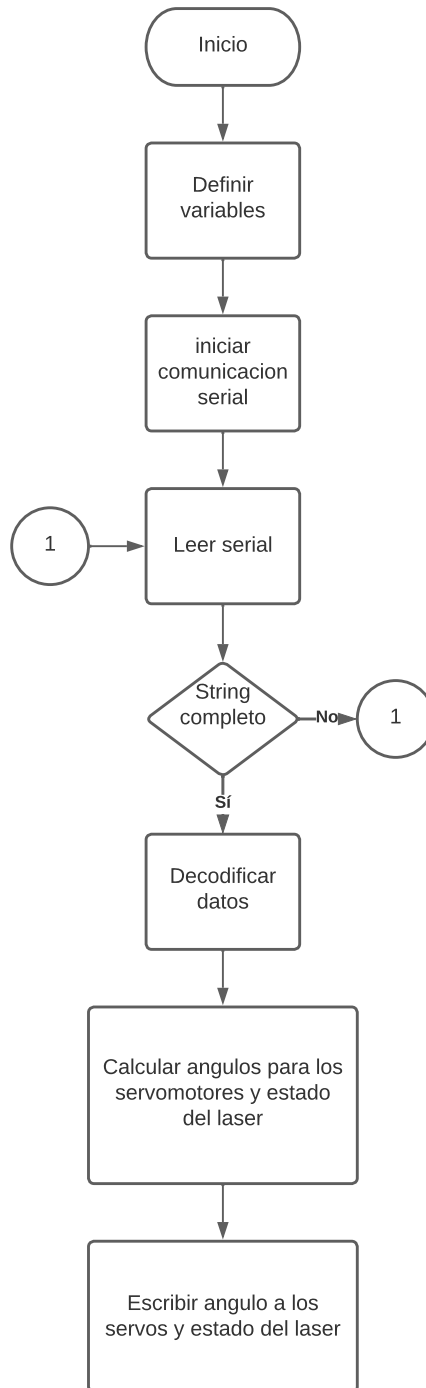 Inicio
Definir
variables
iniciar
comunicacion
serial
1
Leer serial
String
completo
No
1
Sí
Decodificar
datos
Calcular angulos para los
servomotores y estado
del laser
Escribir angulo a los
servos y estado del laser